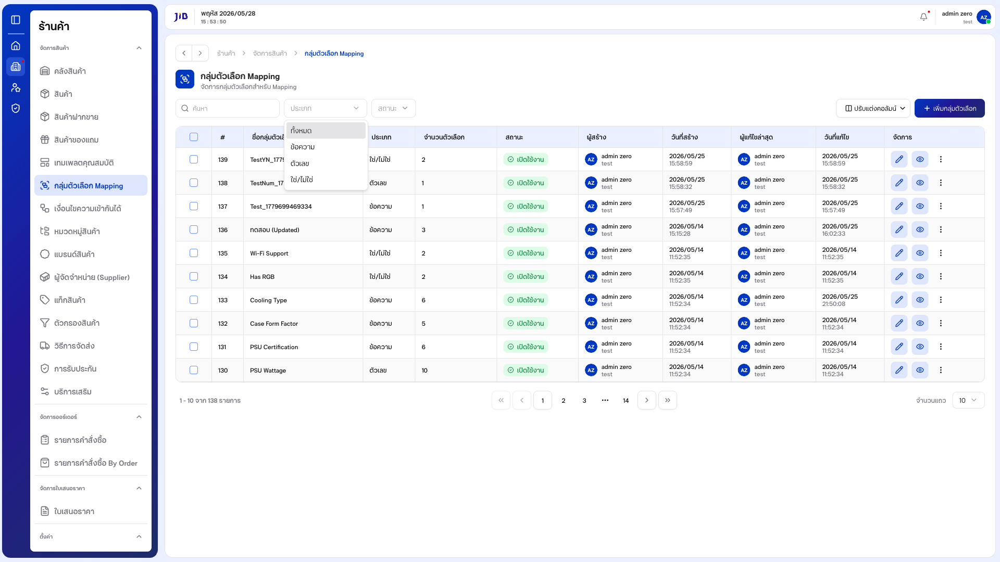 ร้านค้า
จัดการสินค้า
คลังสินค้า
สินค้า
สินค้าฝากขาย
สินค้าของแถม
เทมเพลตคุณสมบัติ
กลุ่มตัวเลือก Mapping
เงื่อนไขความเข้ากันได้
หมวดหมู่สินค้า
แบรนด์สินค้า
ผู้จัดจำหน่าย (Supplier)
แท็กสินค้า
ตัวกรองสินค้า
วิธีการจัดส่ง
การรับประกัน
บริการเสริม
จัดการออร์เดอร์
รายการคำสั่งซื้อ
รายการคำสั่งซื้อ By Order
จัดการใบเสนอราคา
ใบเสนอราคา
ตั้งค่า
JIB
พฤหัส 2026/05/28
15 : 53 : 50
admin zero
test
AZ
ร้านค้า > จัดการสินค้า > กลุ่มตัวเลือก Mapping
กลุ่มตัวเลือก Mapping
จัดการกลุ่มตัวเลือกสำหรับ Mapping
ค้นหา ประเภท สถานะ ปรับแต่งคอลัมน์ + เพิ่มกลุ่มตัวเลือก
ทั้งหมด
ข้อความ
ตัวเลข
ใช่/ไม่ใช่
# ชื่อกลุ่มตัวเลื ประเภท จำนวนตัวเลือก สถานะ ผู้สร้าง วันที่สร้าง ผู้แก้ไขล่าสุด วันที่แก้ไข จัดการ
139 TestYN_1779 ใช่/ไม่ใช่ 2 เปิดใช้งาน AZ admin zero test 2026/05/25 15:58:59 AZ admin zero test 2026/05/25 15:58:59
138 TestNum_17 ตัวเลข 1 เปิดใช้งาน AZ admin zero test 2026/05/25 15:58:32 AZ admin zero test 2026/05/25 15:58:32
137 Test_1779699469334 ข้อความ 1 เปิดใช้งาน AZ admin zero test 2026/05/25 15:57:49 AZ admin zero test 2026/05/25 15:57:49
136 ทดสอบ (Updated) ข้อความ 3 เปิดใช้งาน AZ admin zero test 2026/05/14 15:15:28 AZ admin zero test 2026/05/25 16:02:33
135 Wi-Fi Support ใช่/ไม่ใช่ 2 เปิดใช้งาน AZ admin zero test 2026/05/14 11:52:35 AZ admin zero test 2026/05/14 11:52:35
134 Has RGB ใช่/ไม่ใช่ 2 เปิดใช้งาน AZ admin zero test 2026/05/14 11:52:35 AZ admin zero test 2026/05/14 11:52:35
133 Cooling Type ข้อความ 6 เปิดใช้งาน AZ admin zero test 2026/05/14 11:52:34 AZ admin zero test 2026/05/25 21:50:08
132 Case Form Factor ข้อความ 5 เปิดใช้งาน AZ admin zero test 2026/05/14 11:52:34 AZ admin zero test 2026/05/14 11:52:34
131 PSU Certification ข้อความ 6 เปิดใช้งาน AZ admin zero test 2026/05/14 11:52:34 AZ admin zero test 2026/05/14 11:52:34
130 PSU Wattage ตัวเลข 10 เปิดใช้งาน AZ admin zero test 2026/05/14 11:52:34 AZ admin zero test 2026/05/14 11:52:34
1 - 10 จาก 138 รายการ 1 2 3 ••• 14 จำนวนแถว 10